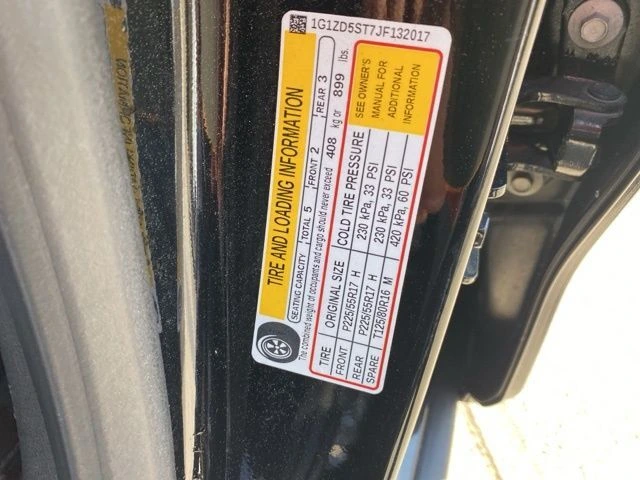 1G1ZD5ST7JF132017
TIRE AND LOADING INFORMATION
SEATING CAPACITY TOTAL 5 FRONT 2 REAR 3
The combined weight of occupants and cargo should never exceed 408 kg or 899 lbs.
TIRE ORIGINAL SIZE COLD TIRE PRESSURE
FRONT P225/55R17 H 230 kPa, 33 PSI
REAR P225/55R17 H 230 kPa, 33 PSI
SPARE T125/80R16 M 420 kPa, 60 PSI
SEE OWNER'S
MANUAL FOR
ADDITIONAL
INFORMATION